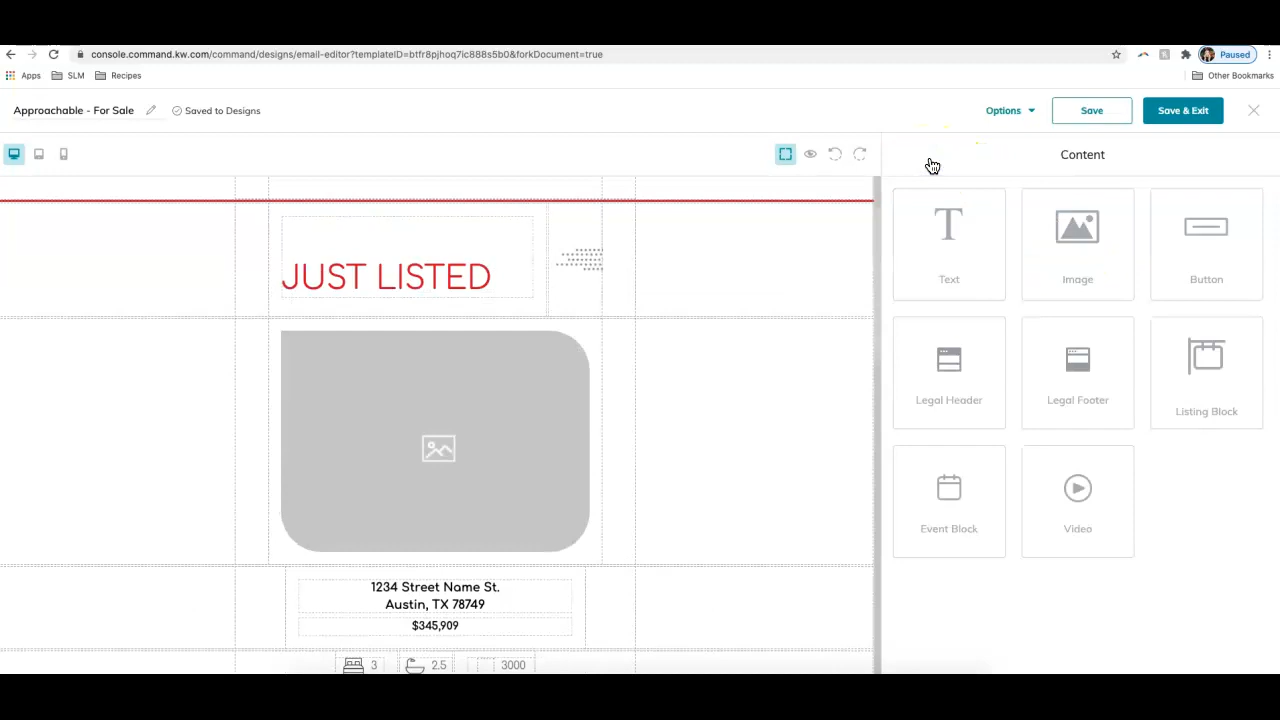 console.command.kw.com/command/designs/email-editor?templateID=btfr8pjhoq7ic888s5b0&forkDocument=true
Paused
Apps
SLM
Recipes
Other Bookmarks
Approachable - For Sale
Saved to Designs
Options
Save
Save & Exit
Content
JUST LISTED
Text
Image
Button
Legal Header
Legal Footer
Listing Block
Event Block
Video
1234 Street Name St.
Austin, TX 78749
$345,909
3
2.5
3000